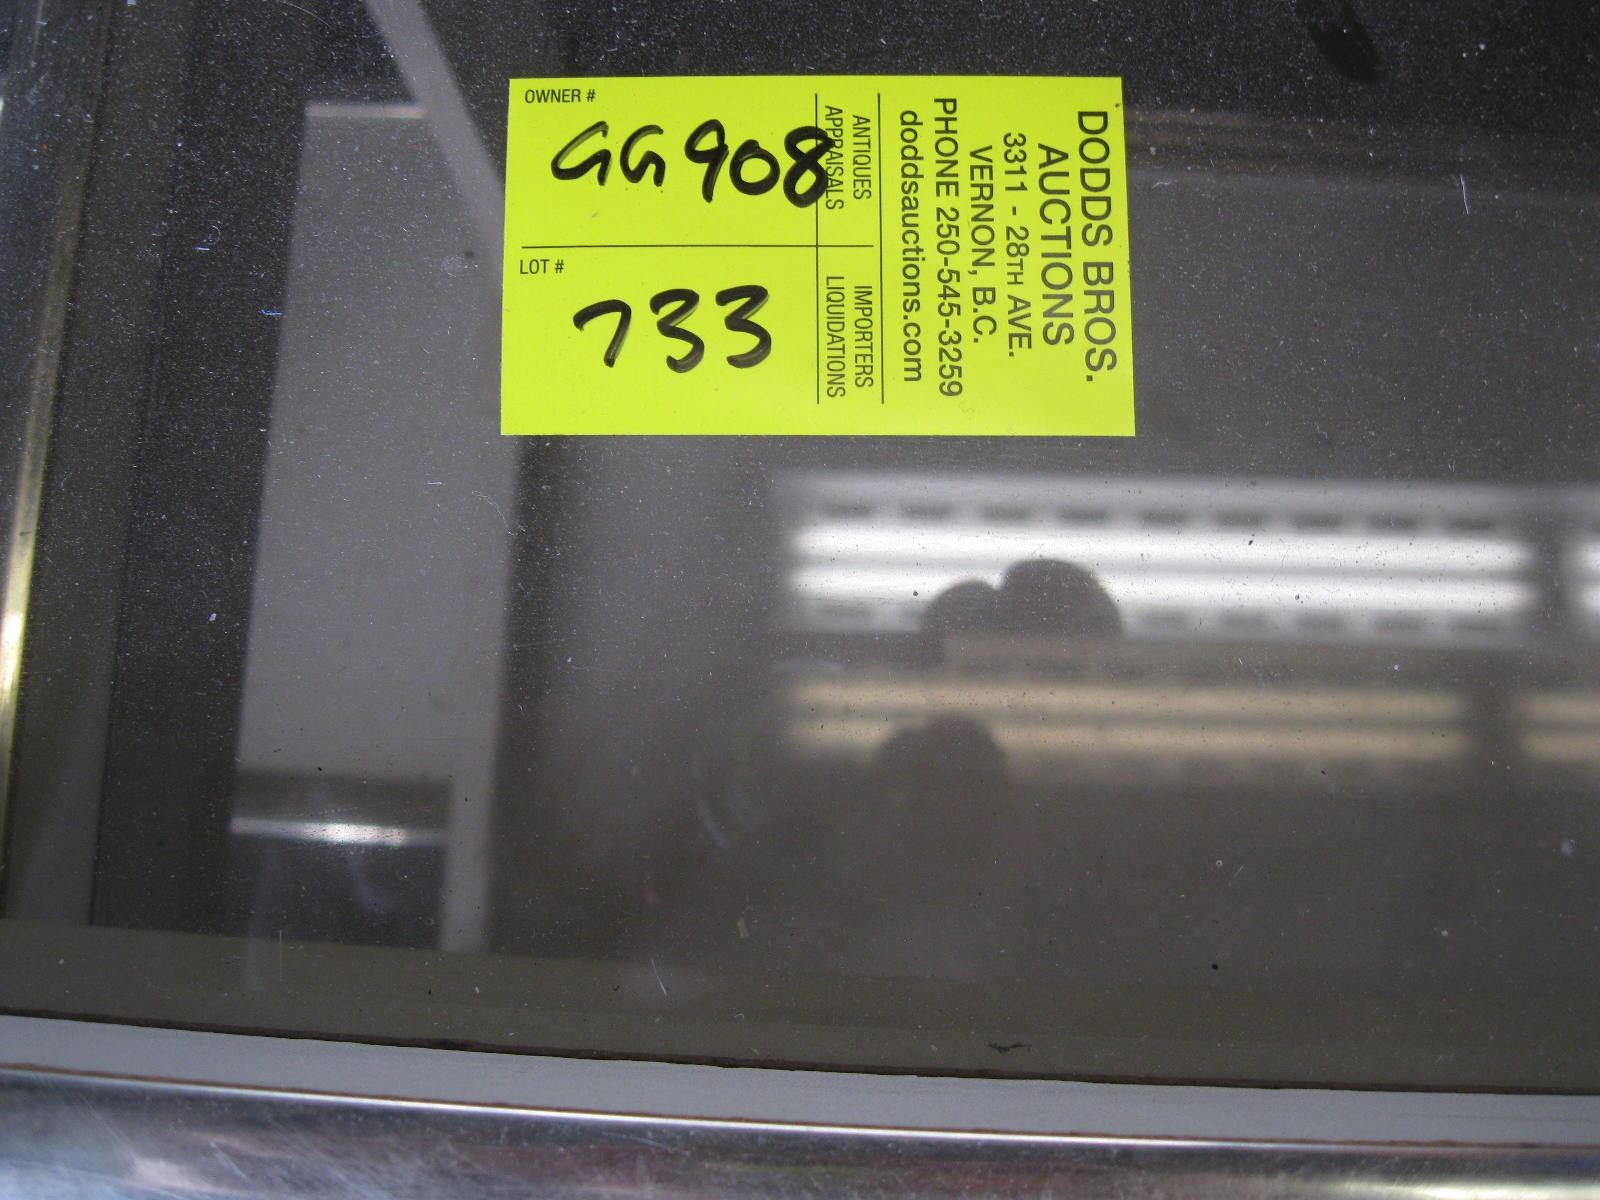 OWNER #
GG908
LOT #
733
ANTIQUES
APPRAISALS
IMPORTERS
LIQUIDATIONS
DODDS BROS.
AUCTIONS
3311 - 28TH AVE.
VERNON, B.C.
PHONE 250-545-3259
doddsauctions.com